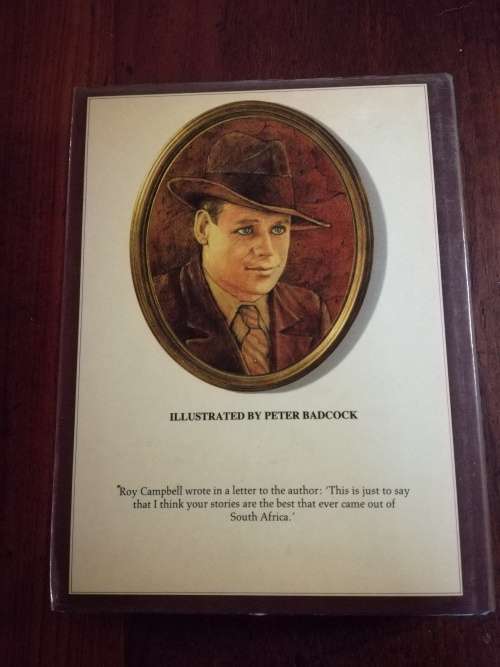 ILLUSTRATED BY PETER BADCOCK
"Roy Campbell wrote in a letter to the author: 'This is just to say
that I think your stories are the best that ever came out of
South Africa.'